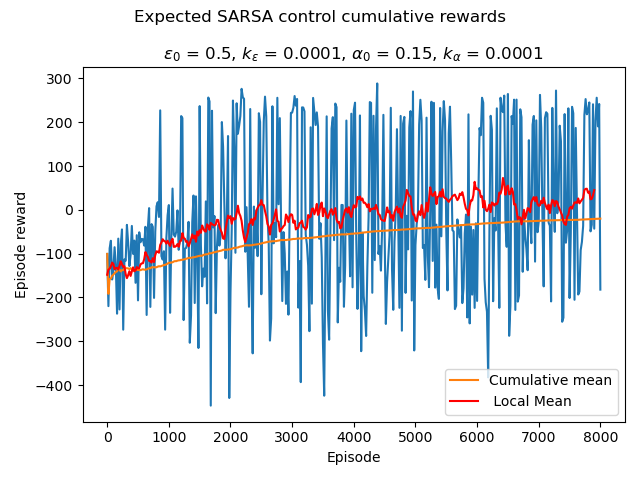 Expected SARSA control cumulative rewards
ε₀ = 0.5, kε = 0.0001, α₀ = 0.15, kα = 0.0001
Episode reward
300
200
100
0
−100
−200
−300
−400
Cumulative mean
Local Mean
0 1000 2000 3000 4000 5000 6000 7000 8000
Episode